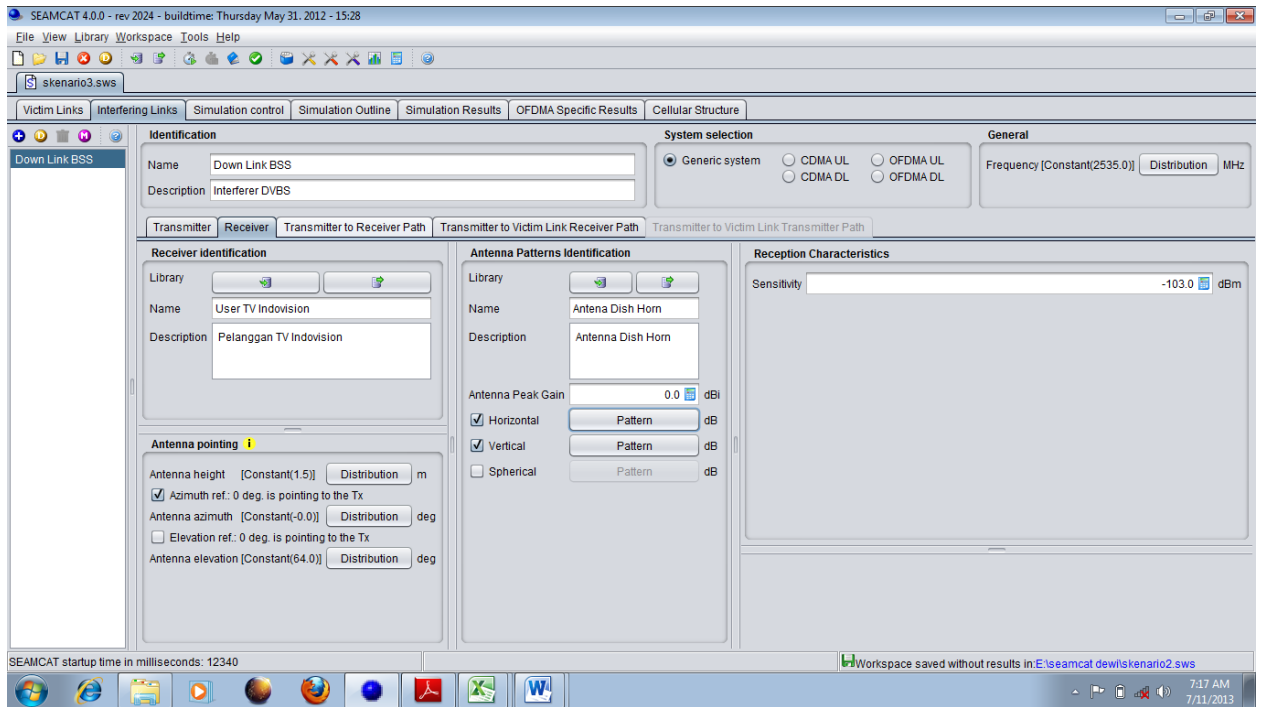 SEAMCAT 4.0.0 - rev 2024 - buildtime: Thursday May 31. 2012 - 15:28
File View Library Workspace Tools Help
skenario3.sws
Victim Links Interfering Links Simulation control Simulation Outline Simulation Results OFDMA Specific Results Cellular Structure
Down Link BSS
Identification
Name Down Link BSS
Description Interferer DVBS
System selection
Generic system CDMA UL OFDMA UL
CDMA DL OFDMA DL
General
Frequency [Constant(2535.0)] Distribution MHz
Transmitter Receiver Transmitter to Receiver Path Transmitter to Victim Link Receiver Path Transmitter to Victim Link Transmitter Path
Receiver identification
Library
Name User TV Indovision
Description Pelanggan TV Indovision
Antenna pointing i
Antenna height [Constant(1.5)] Distribution m
Azimuth ref.: 0 deg. is pointing to the Tx
Antenna azimuth [Constant(-0.0)] Distribution deg
Elevation ref.: 0 deg. is pointing to the Tx
Antenna elevation [Constant(64.0)] Distribution deg
Antenna Patterns Identification
Library
Name Antena Dish Horn
Description Antenna Dish Horn
Antenna Peak Gain 0.0 dBi
Horizontal Pattern dB
Vertical Pattern dB
Spherical Pattern dB
Reception Characteristics
Sensitivity -103.0 dBm
SEAMCAT startup time in milliseconds: 12340
Workspace saved without results in:E:\seamcat dewi\skenario2.sws
7:17 AM
7/11/2013